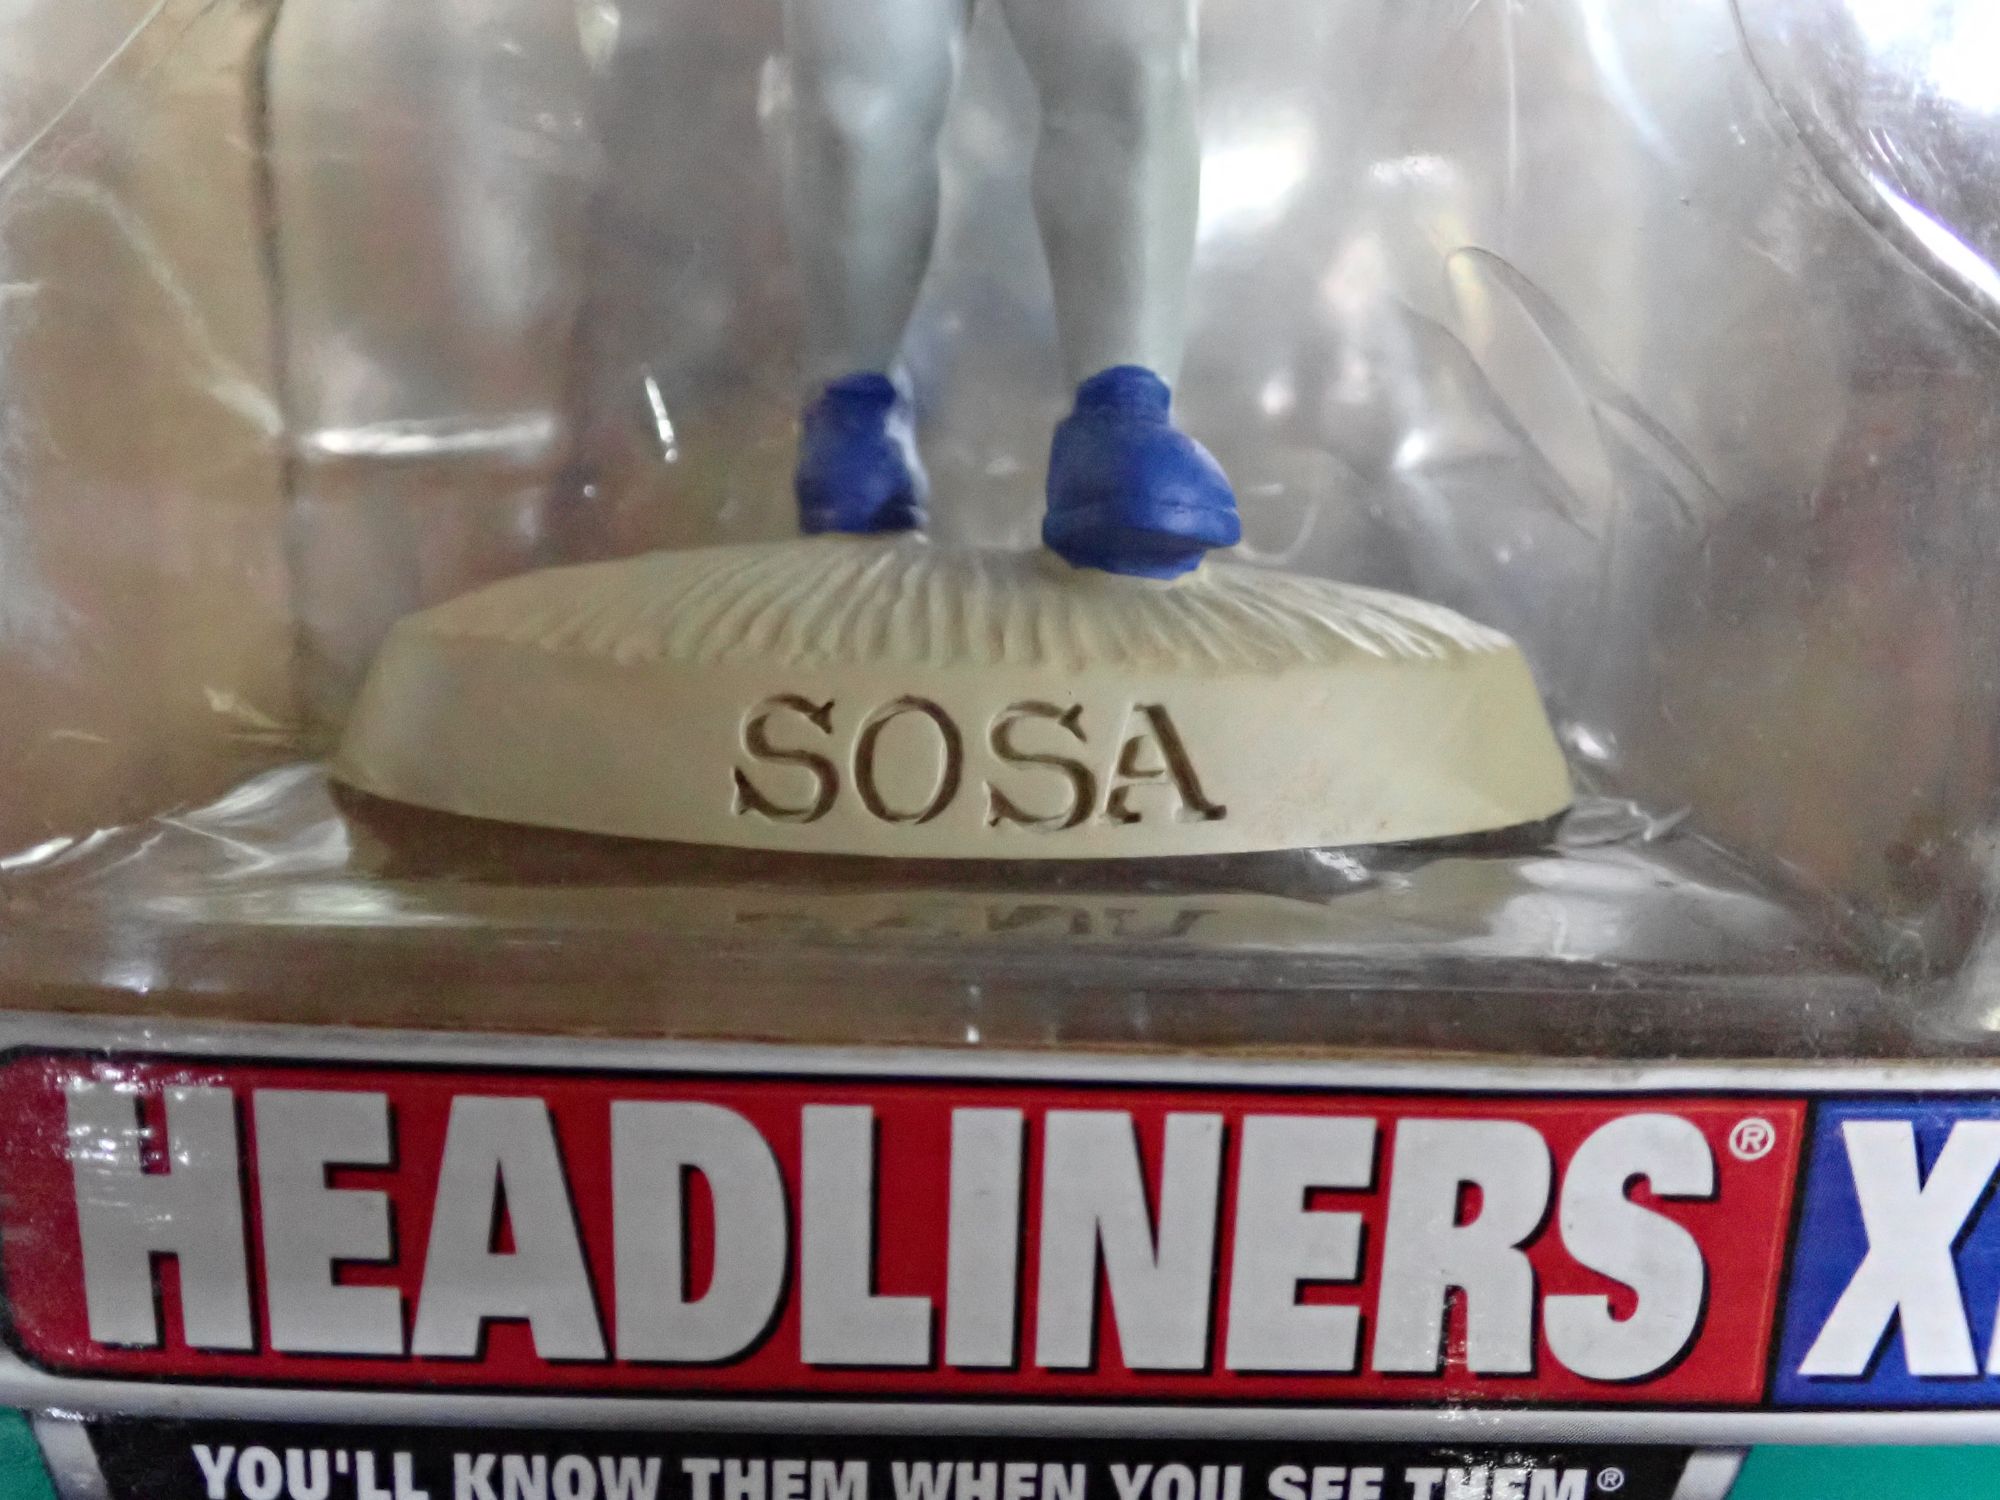 SOSA
HEADLINERS® X
YOU'LL KNOW THEM WHEN YOU SEE THEM®